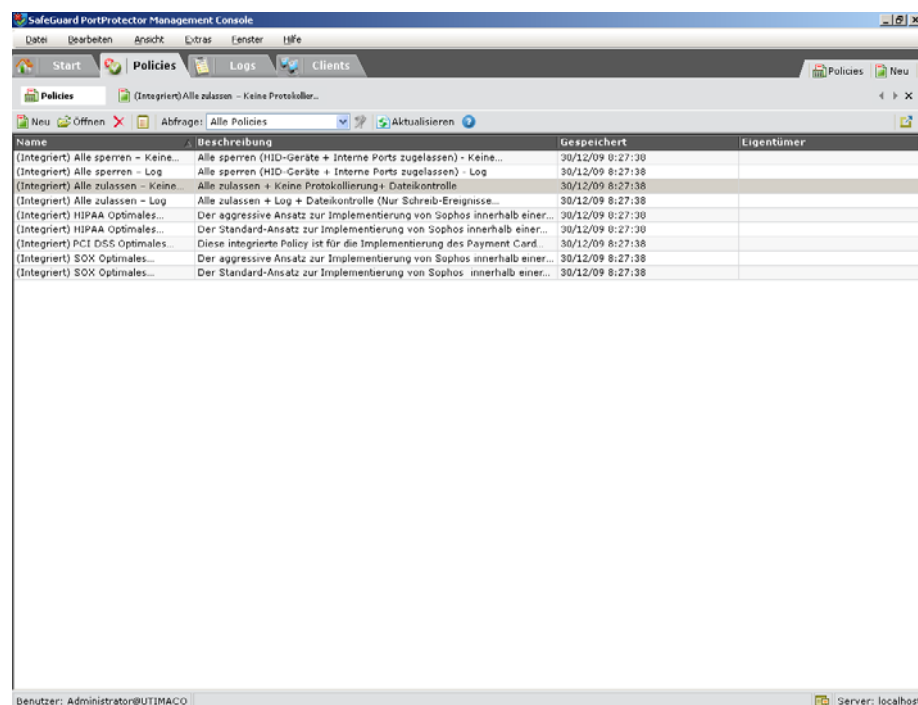 SafeGuard PortProtector Management Console
Datei Bearbeiten Ansicht Extras Fenster Hilfe
Start Policies Logs Clients Policies Neu
Policies (Integriert) Alle zulassen – Keine Protokoller...
Neu Öffnen Abfrage: Alle Policies Aktualisieren
Name Beschreibung Gespeichert Eigentümer
(Integriert) Alle sperren – Keine... Alle sperren (HID-Geräte + Interne Ports zugelassen) - Keine... 30/12/09 8:27:38
(Integriert) Alle sperren – Log Alle sperren (HID-Geräte + Interne Ports zugelassen) - Log 30/12/09 8:27:38
(Integriert) Alle zulassen – Keine... Alle zulassen + Keine Protokollierung+ Dateikontrolle 30/12/09 8:27:38
(Integriert) Alle zulassen – Log Alle zulassen + Log + Dateikontrolle (Nur Schreib-Ereignisse... 30/12/09 8:27:38
(Integriert) HIPAA Optimales... Der aggressive Ansatz zur Implementierung von Sophos innerhalb einer... 30/12/09 8:27:38
(Integriert) HIPAA Optimales... Der Standard-Ansatz zur Implementierung von Sophos innerhalb einer... 30/12/09 8:27:38
(Integriert) PCI DSS Optimales... Diese integrierte Policy ist für die Implementierung des Payment Card... 30/12/09 8:27:38
(Integriert) SOX Optimales... Der aggressive Ansatz zur Implementierung von Sophos innerhalb einer... 30/12/09 8:27:38
(Integriert) SOX Optimales... Der Standard-Ansatz zur Implementierung von Sophos innerhalb einer... 30/12/09 8:27:38
Benutzer: Administrator@UTIMACO Server: localhost